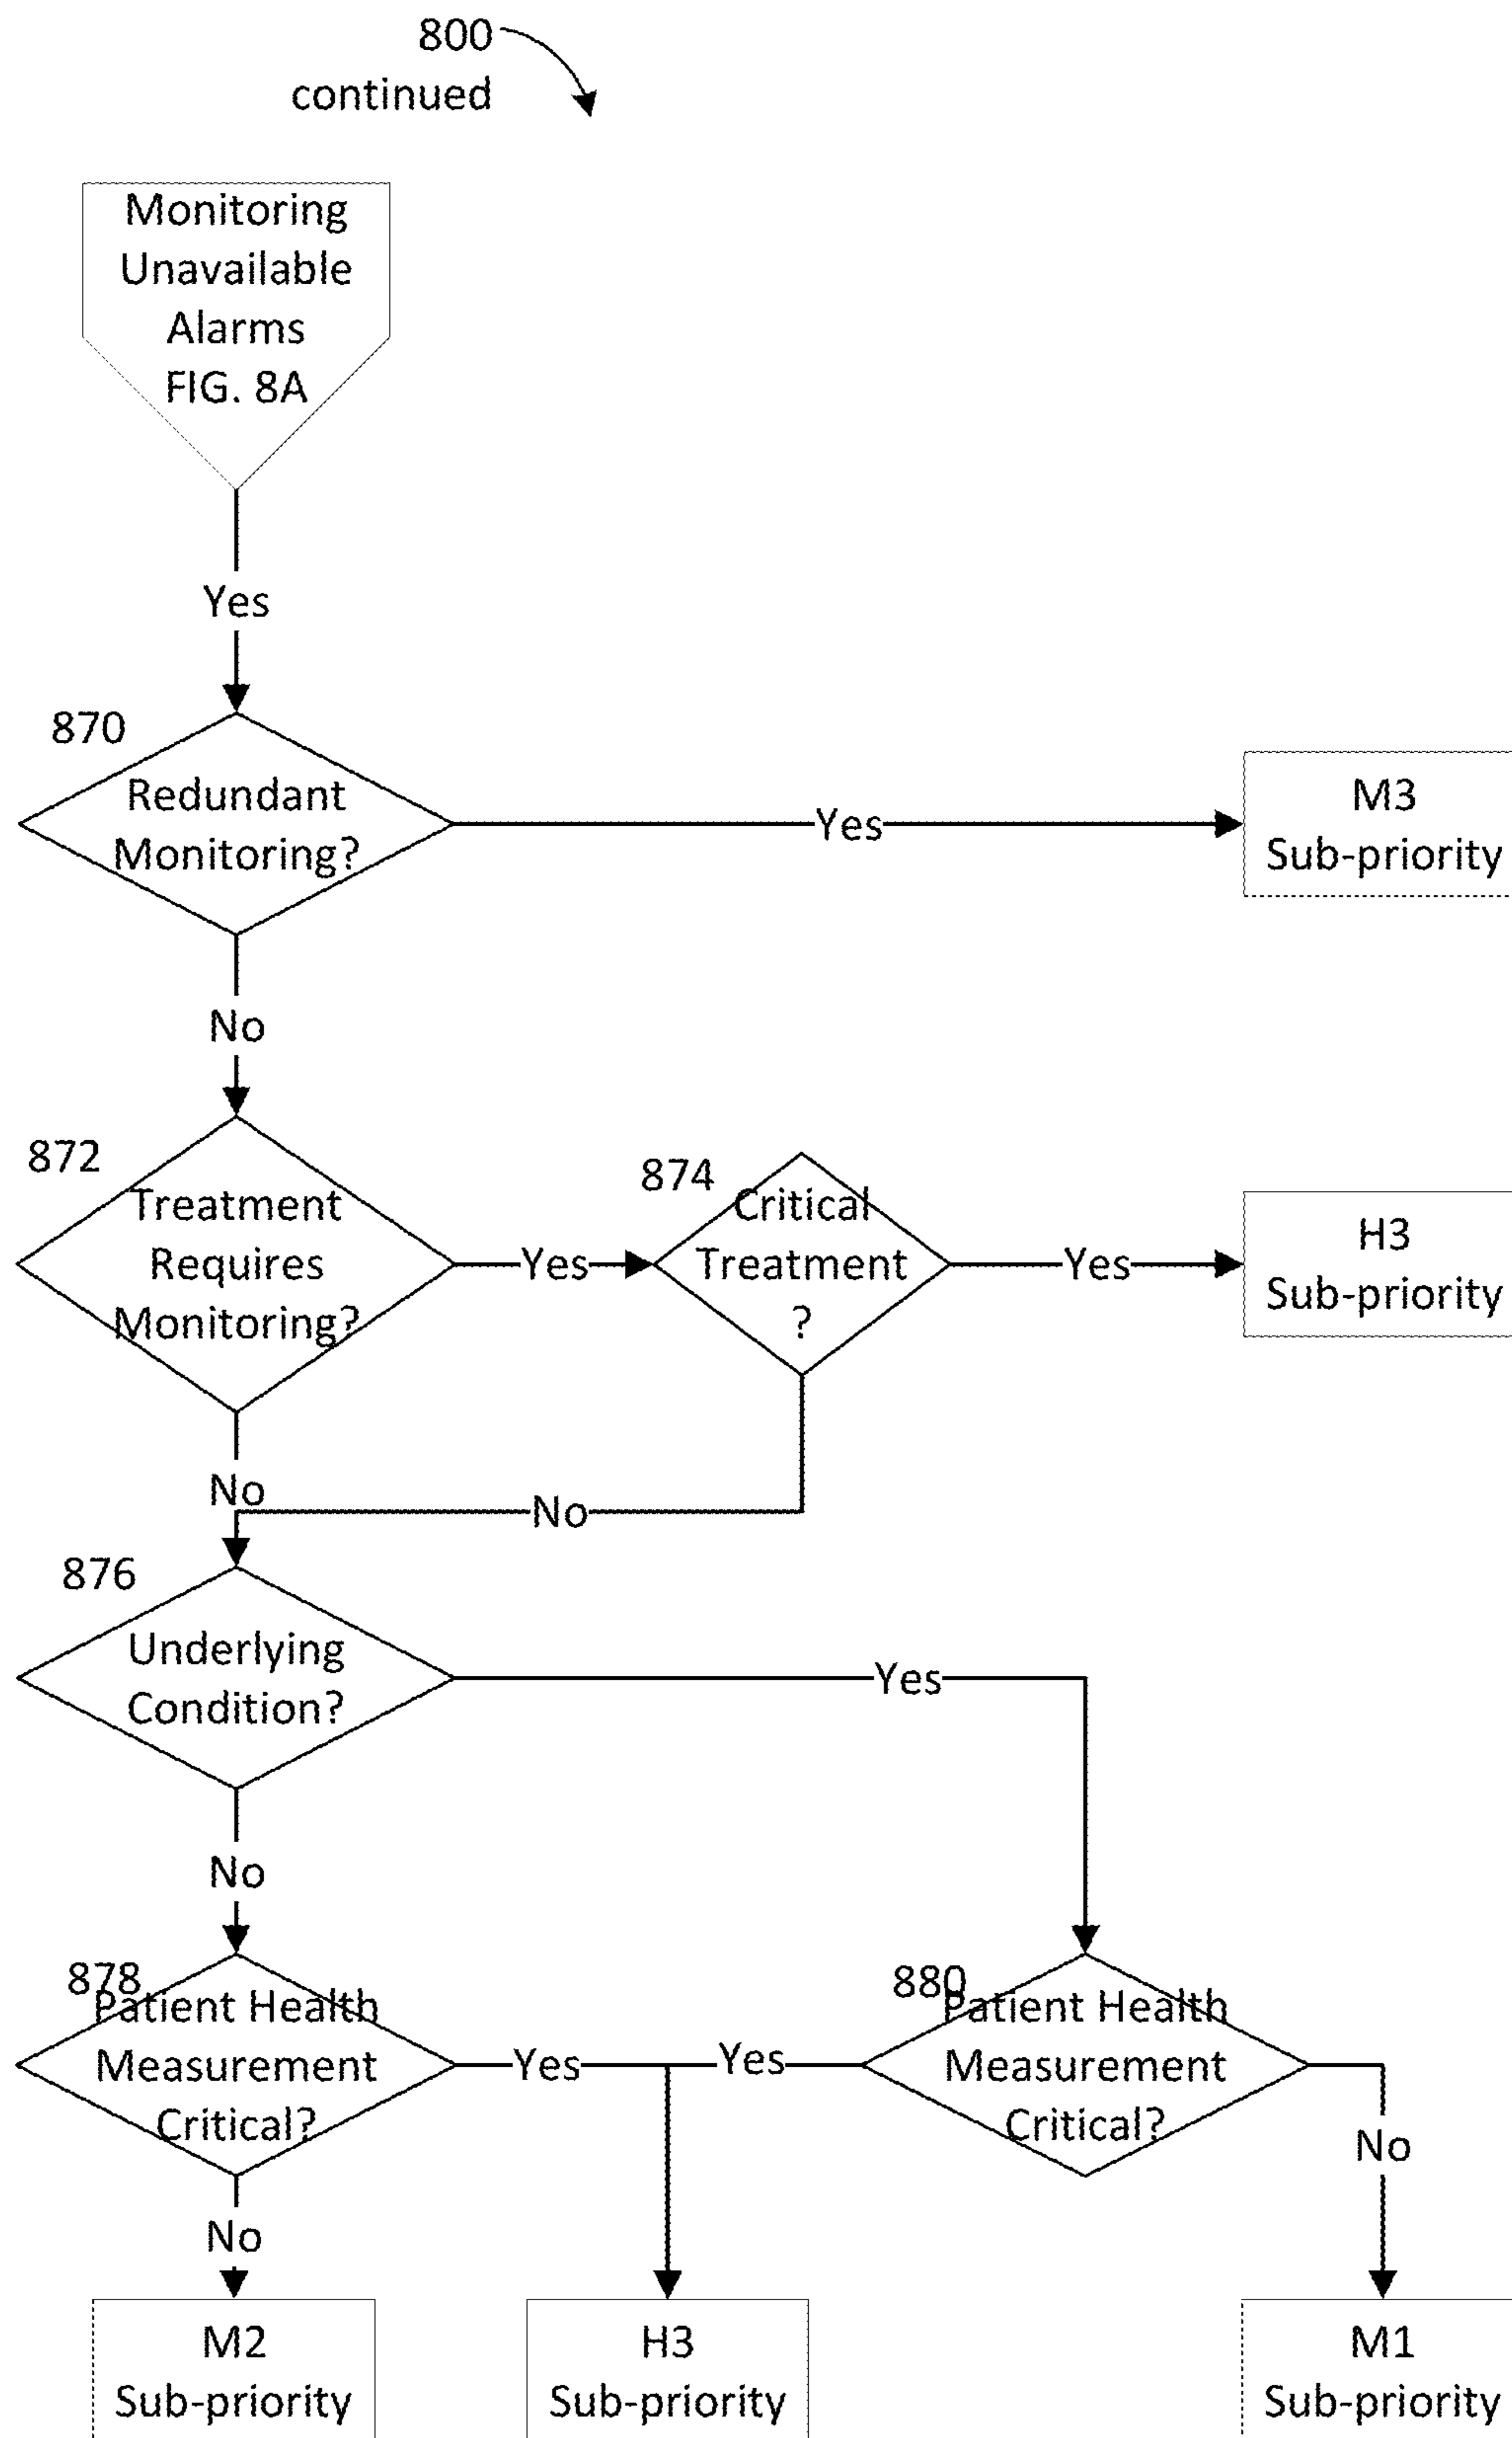 800
continued
Monitoring
Unavailable
Alarms
FIG. 8A
Yes
870
Redundant
Monitoring?
Yes
M3
Sub-priority
No
872
Treatment
Requires
Monitoring?
Yes
874
Critical
Treatment
?
Yes
H3
Sub-priority
No
No
876
Underlying
Condition?
Yes
No
878
Patient Health
Measurement
Critical?
Yes
Yes
880
Patient Health
Measurement
Critical?
No
No
M2
Sub-priority
H3
Sub-priority
M1
Sub-priority